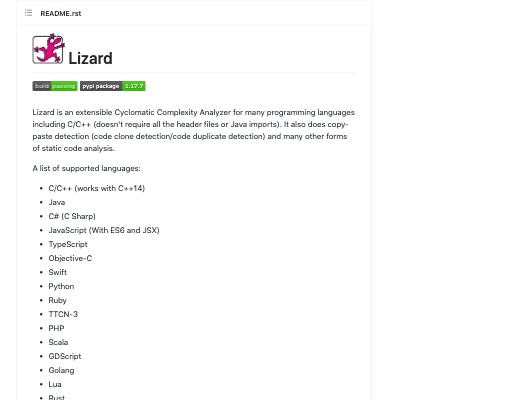 README.rst
Lizard
build passing pypi package 1.17.7
Lizard is an extensible Cyclomatic Complexity Analyzer for many programming languages
including C/C++ (doesn't require all the header files or Java imports). It also does copy-
paste detection (code clone detection/code duplicate detection) and many other forms
of static code analysis.
A list of supported languages:
• C/C++ (works with C++14)
• Java
• C# (C Sharp)
• JavaScript (With ES6 and JSX)
• TypeScript
• Objective-C
• Swift
• Python
• Ruby
• TTCN-3
• PHP
• Scala
• GDScript
• Golang
• Lua
• Rust